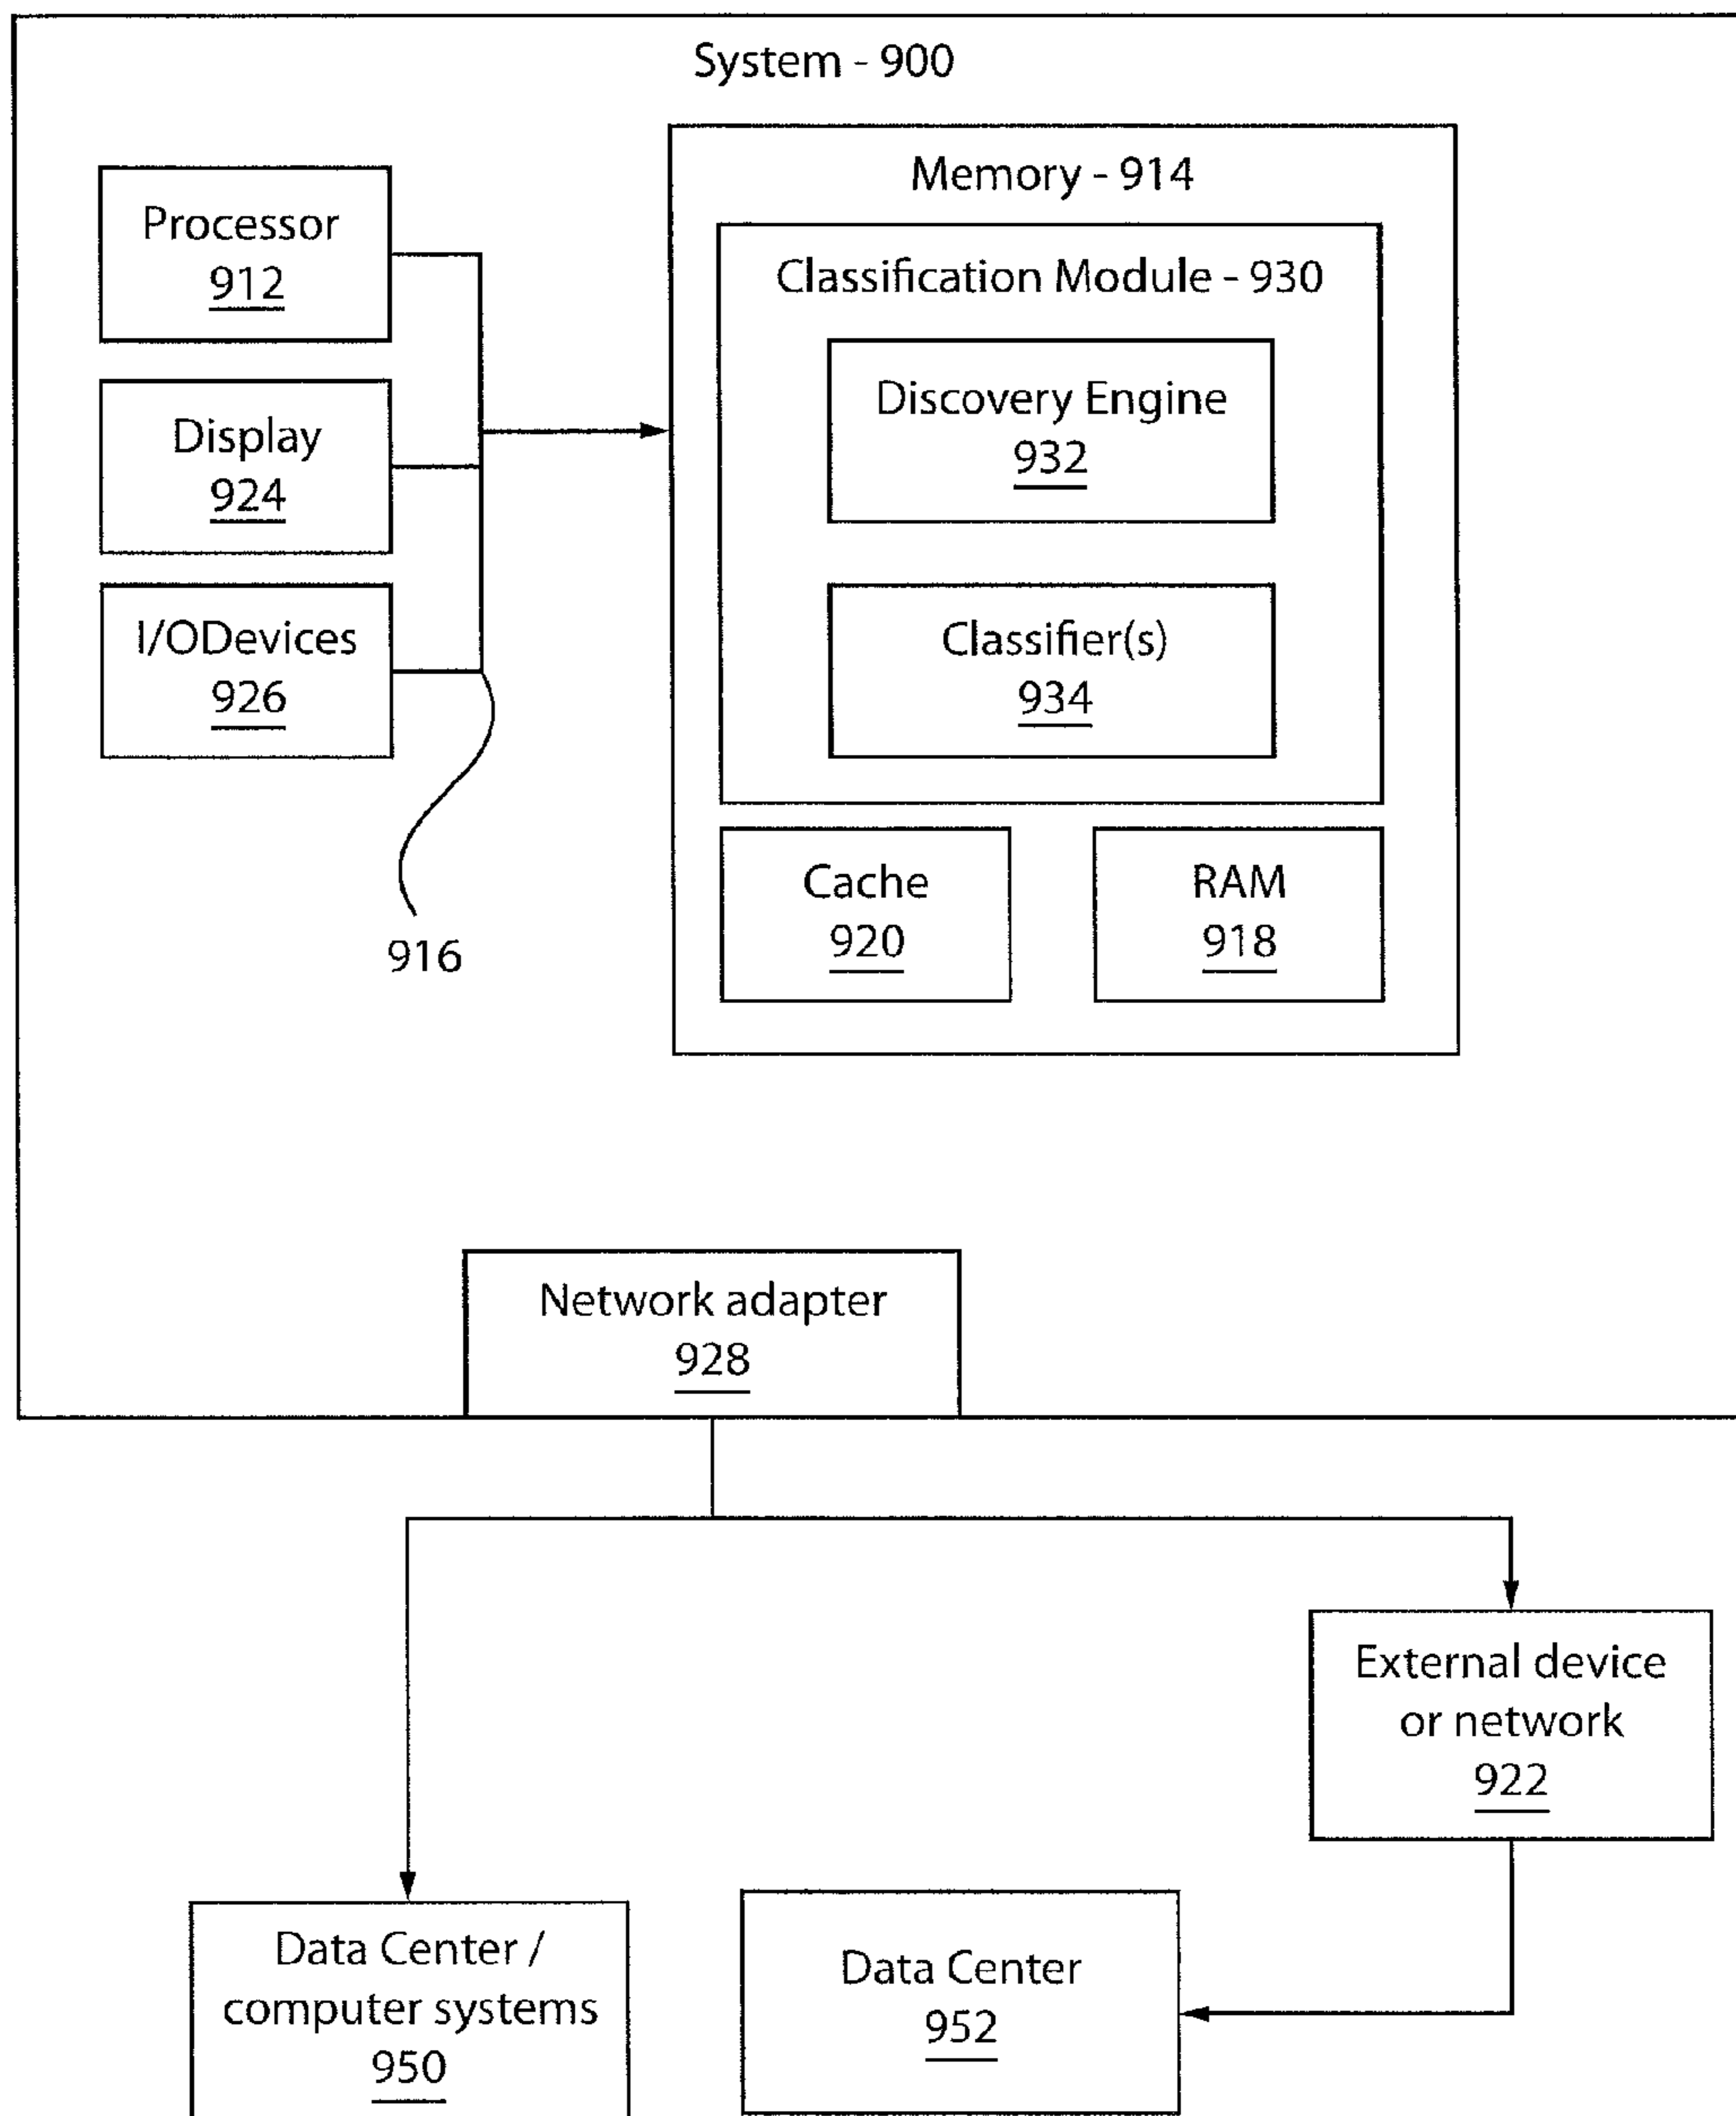 System - 900
Processor
912
Display
924
I/ODevices
926
916
Memory - 914
Classification Module - 930
Discovery Engine
932
Classifier(s)
934
Cache
920
RAM
918
Network adapter
928
External device
or network
922
Data Center /
computer systems
950
Data Center
952